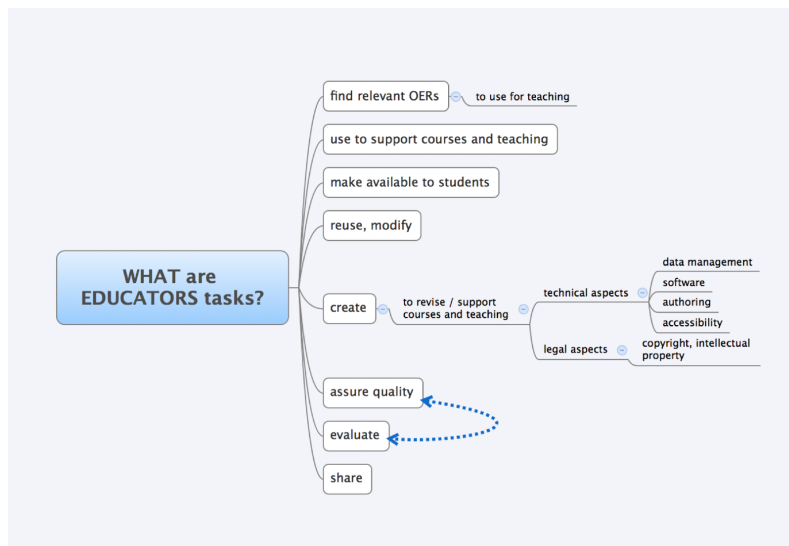 WHAT are
EDUCATORS tasks?
find relevant OERs
to use for teaching
use to support courses and teaching
make available to students
reuse, modify
create
to revise / support
courses and teaching
technical aspects
data management
software
authoring
accessibility
legal aspects
copyright, intellectual
property
assure quality
evaluate
share